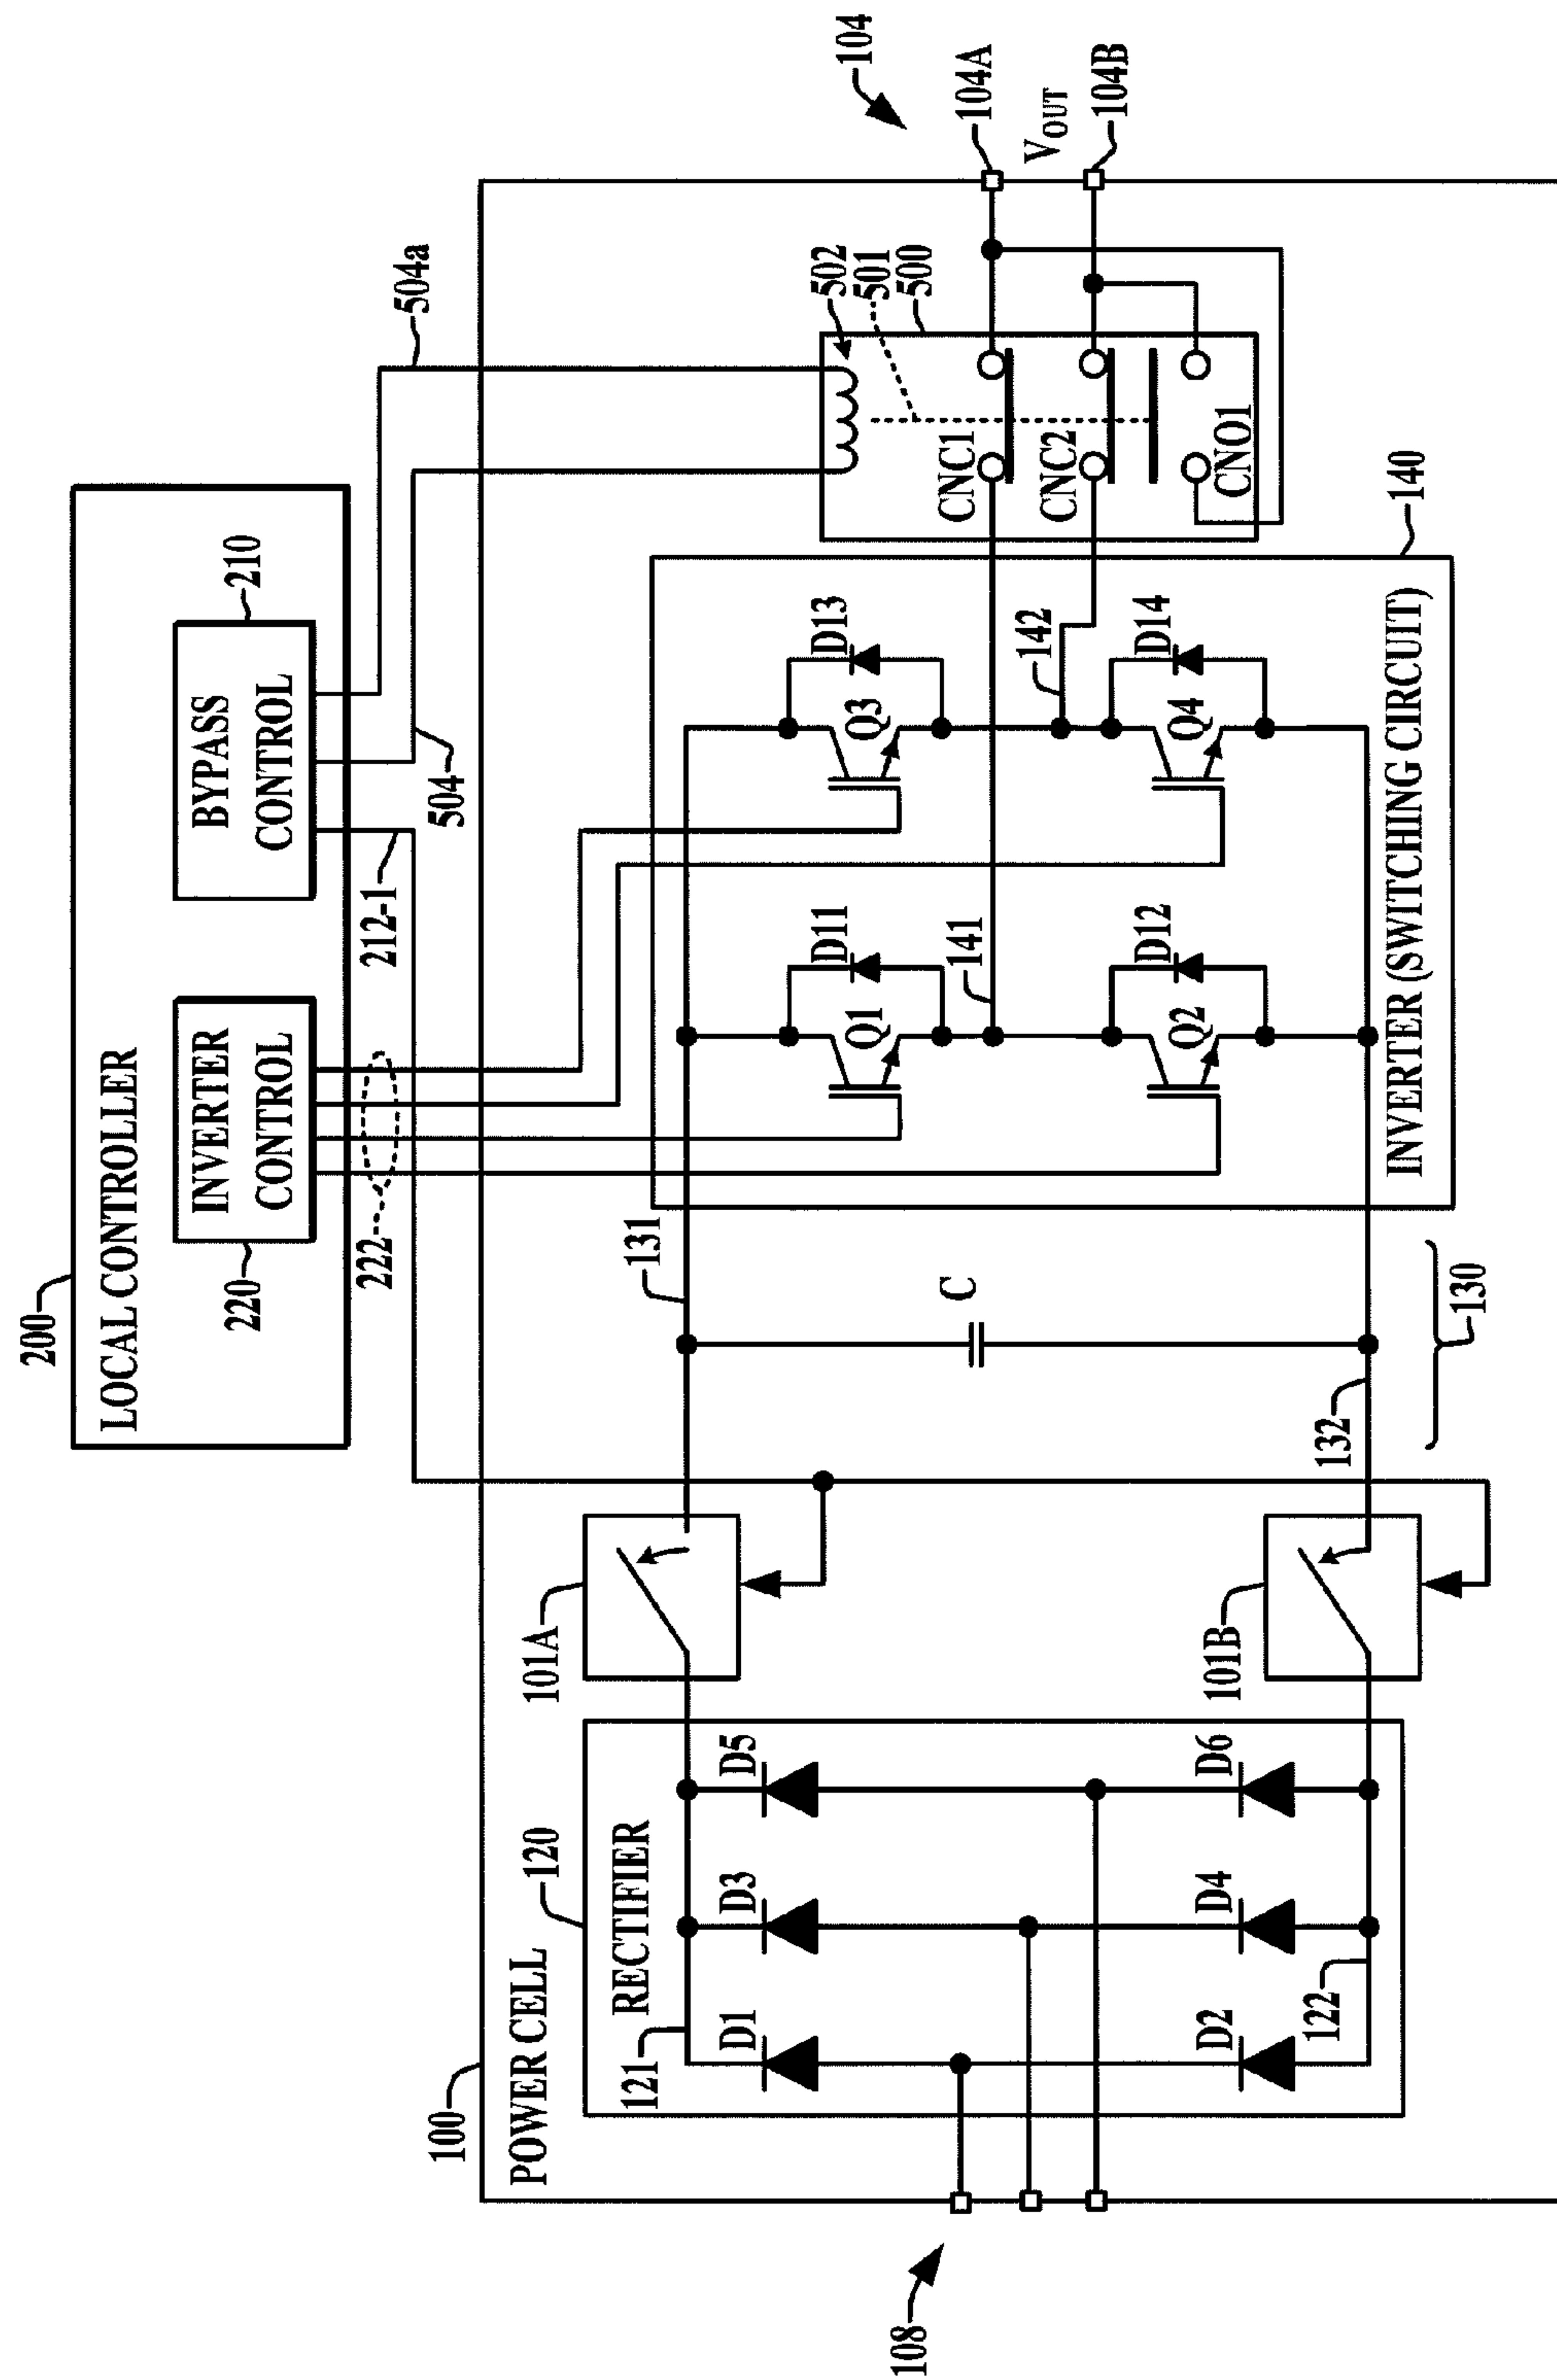 200
LOCAL CONTROLLER
INVERTER
CONTROL
220
BYPASS
CONTROL
210
222
212-1
504
504a
100
POWER CELL
120
RECTIFIER
121
D1
D3
D5
D2
D4
D6
122
108
101A
101B
131
C
132
130
Q1
D11
Q3
D13
141
142
Q2
D12
Q4
D14
INVERTER (SWITCHING CIRCUIT)
140
502
501
500
CNC1
CNC2
CNO1
104
104A
VOUT
104B